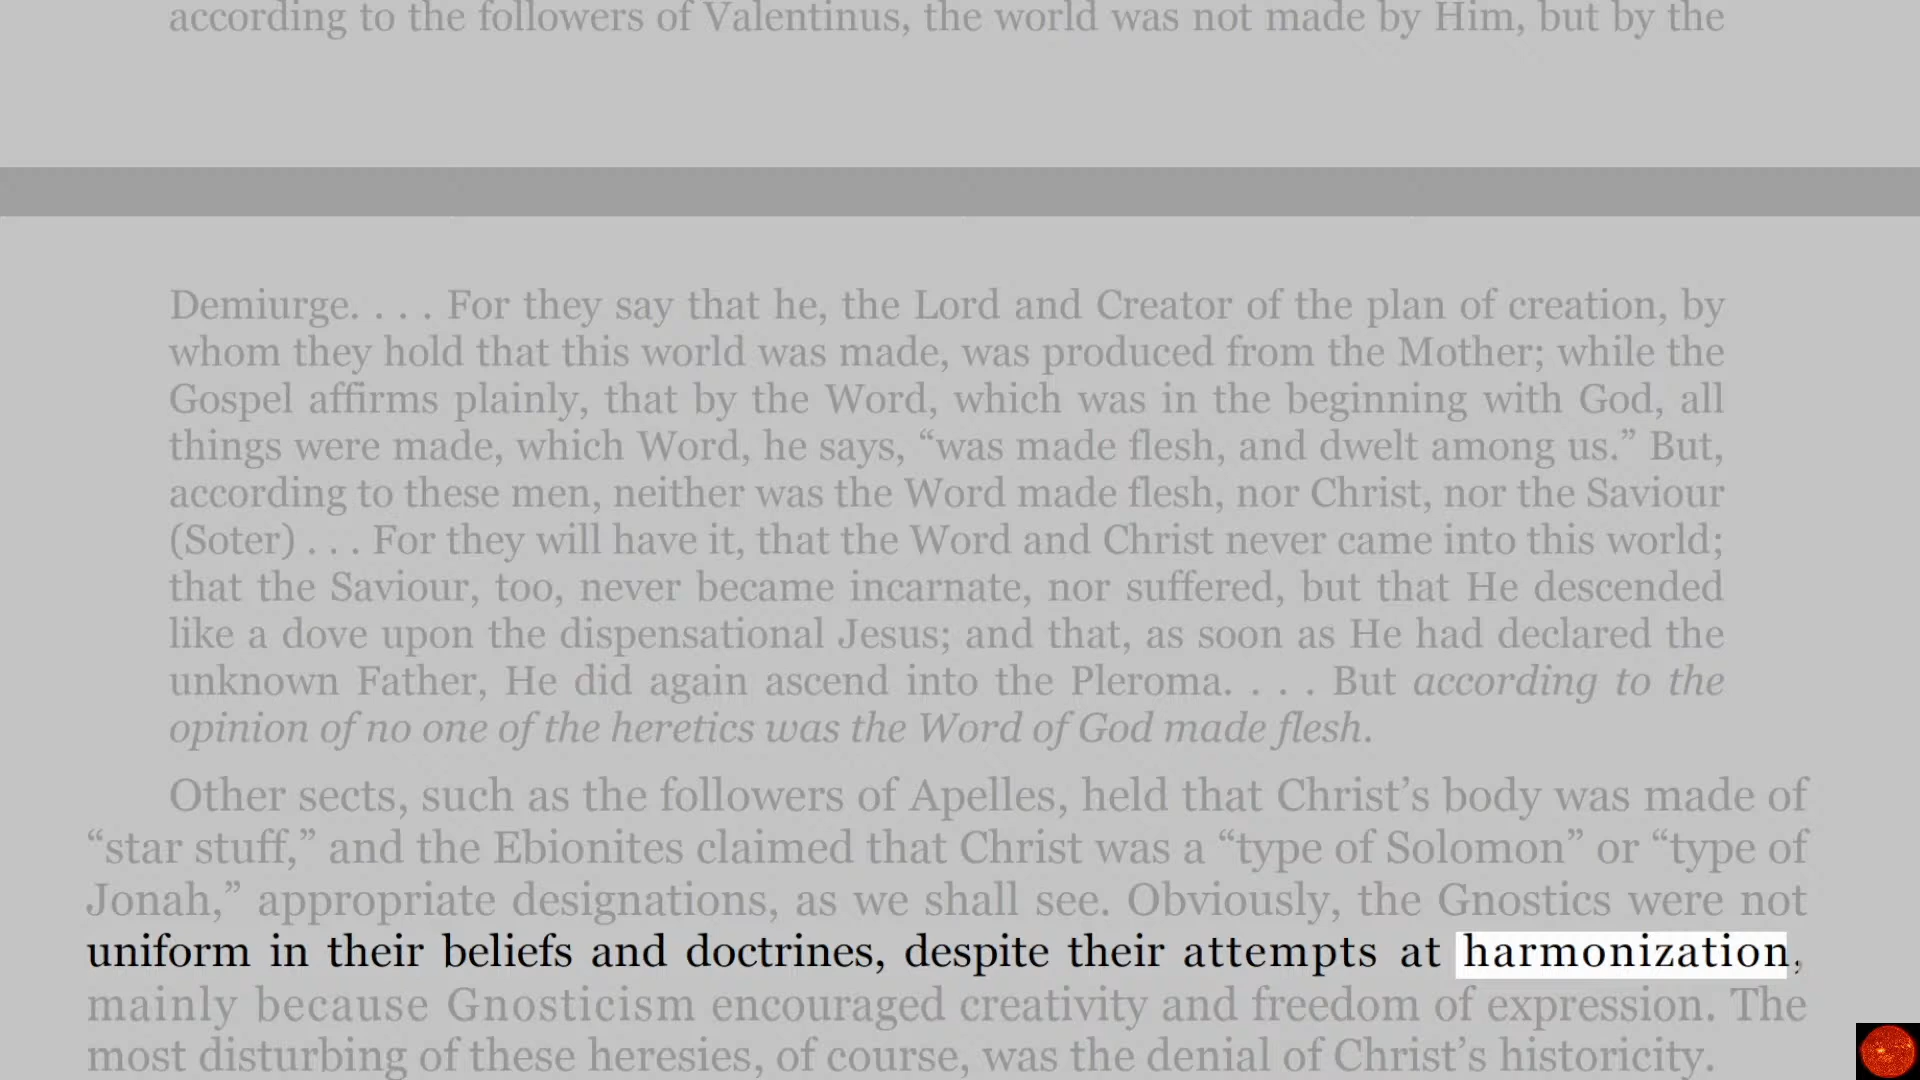 according to the followers of Valentinus, the world was not made by Him, but by the
Demiurge. . . . For they say that he, the Lord and Creator of the plan of creation, by
whom they hold that this world was made, was produced from the Mother; while the
Gospel affirms plainly, that by the Word, which was in the beginning with God, all
things were made, which Word, he says, “was made flesh, and dwelt among us.” But,
according to these men, neither was the Word made flesh, nor Christ, nor the Saviour
(Soter) . . . For they will have it, that the Word and Christ never came into this world;
that the Saviour, too, never became incarnate, nor suffered, but that He descended
like a dove upon the dispensational Jesus; and that, as soon as He had declared the
unknown Father, He did again ascend into the Pleroma. . . . But according to the
opinion of no one of the heretics was the Word of God made flesh.
Other sects, such as the followers of Apelles, held that Christ’s body was made of
“star stuff,” and the Ebionites claimed that Christ was a “type of Solomon” or “type of
Jonah,” appropriate designations, as we shall see. Obviously, the Gnostics were not
uniform in their beliefs and doctrines, despite their attempts at harmonization,
mainly because Gnosticism encouraged creativity and freedom of expression. The
most disturbing of these heresies, of course, was the denial of Christ’s historicity.